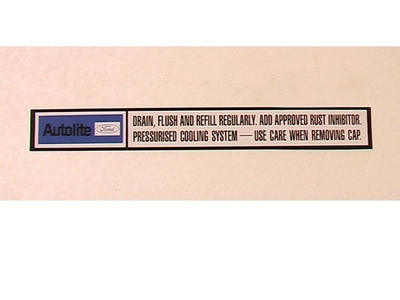 Autolite Ford
DRAIN, FLUSH AND REFILL REGULARLY. ADD APPROVED RUST INHIBITOR.
PRESSURISED COOLING SYSTEM — USE CARE WHEN REMOVING CAP.